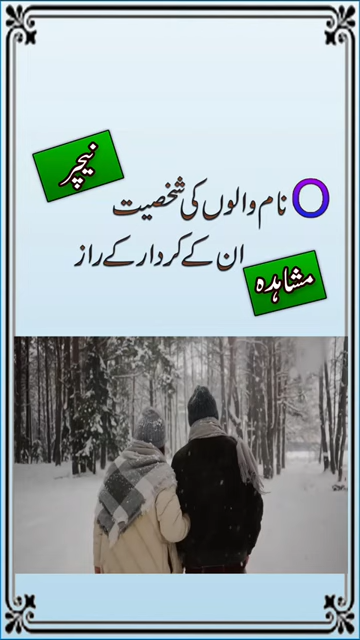 نیچر
O نام والوں کی شخصیت
ان کے کردار کے راز
مشاہدہ